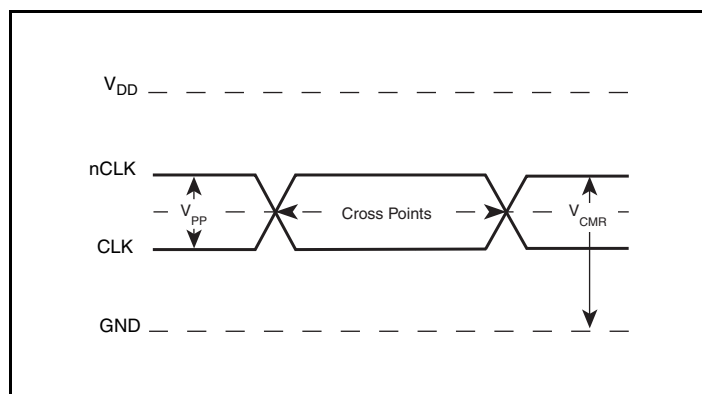 VDD
nCLK
VPP
Cross Points
VCMR
CLK
GND